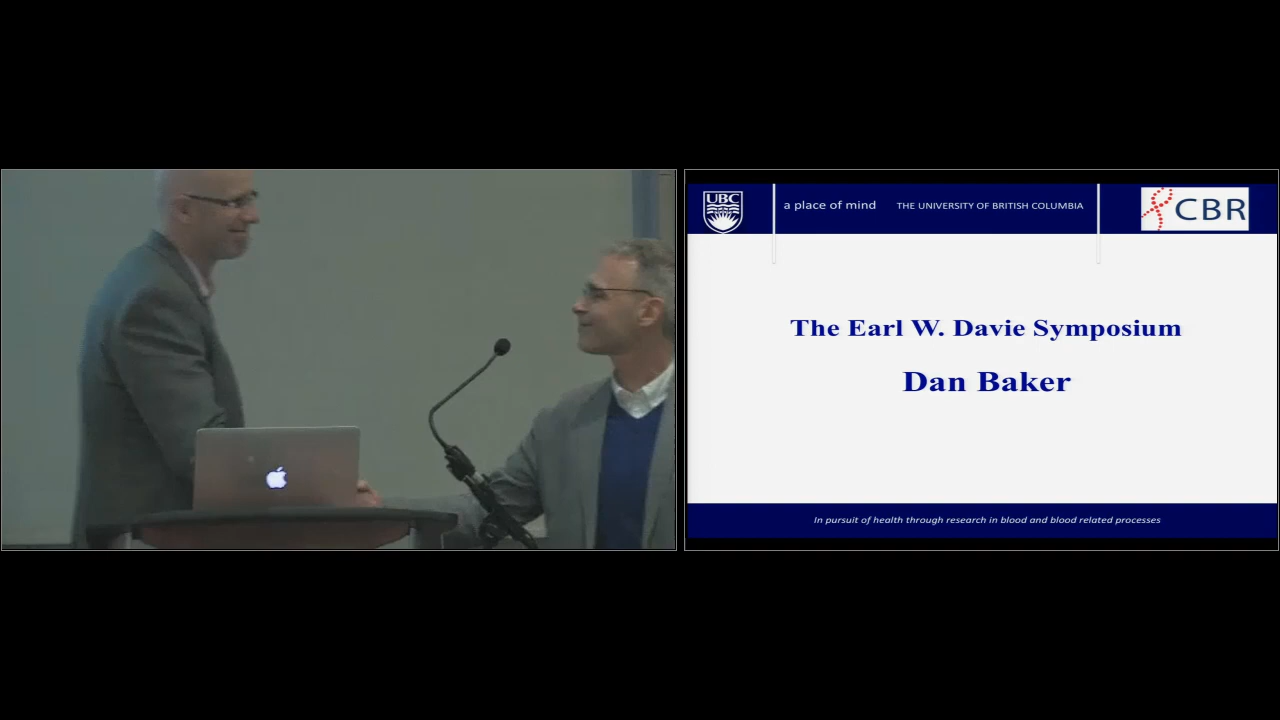 UBC
a place of mind
THE UNIVERSITY OF BRITISH COLUMBIA
CBR
The Earl W. Davie Symposium
Dan Baker
In pursuit of health through research in blood and blood related processes